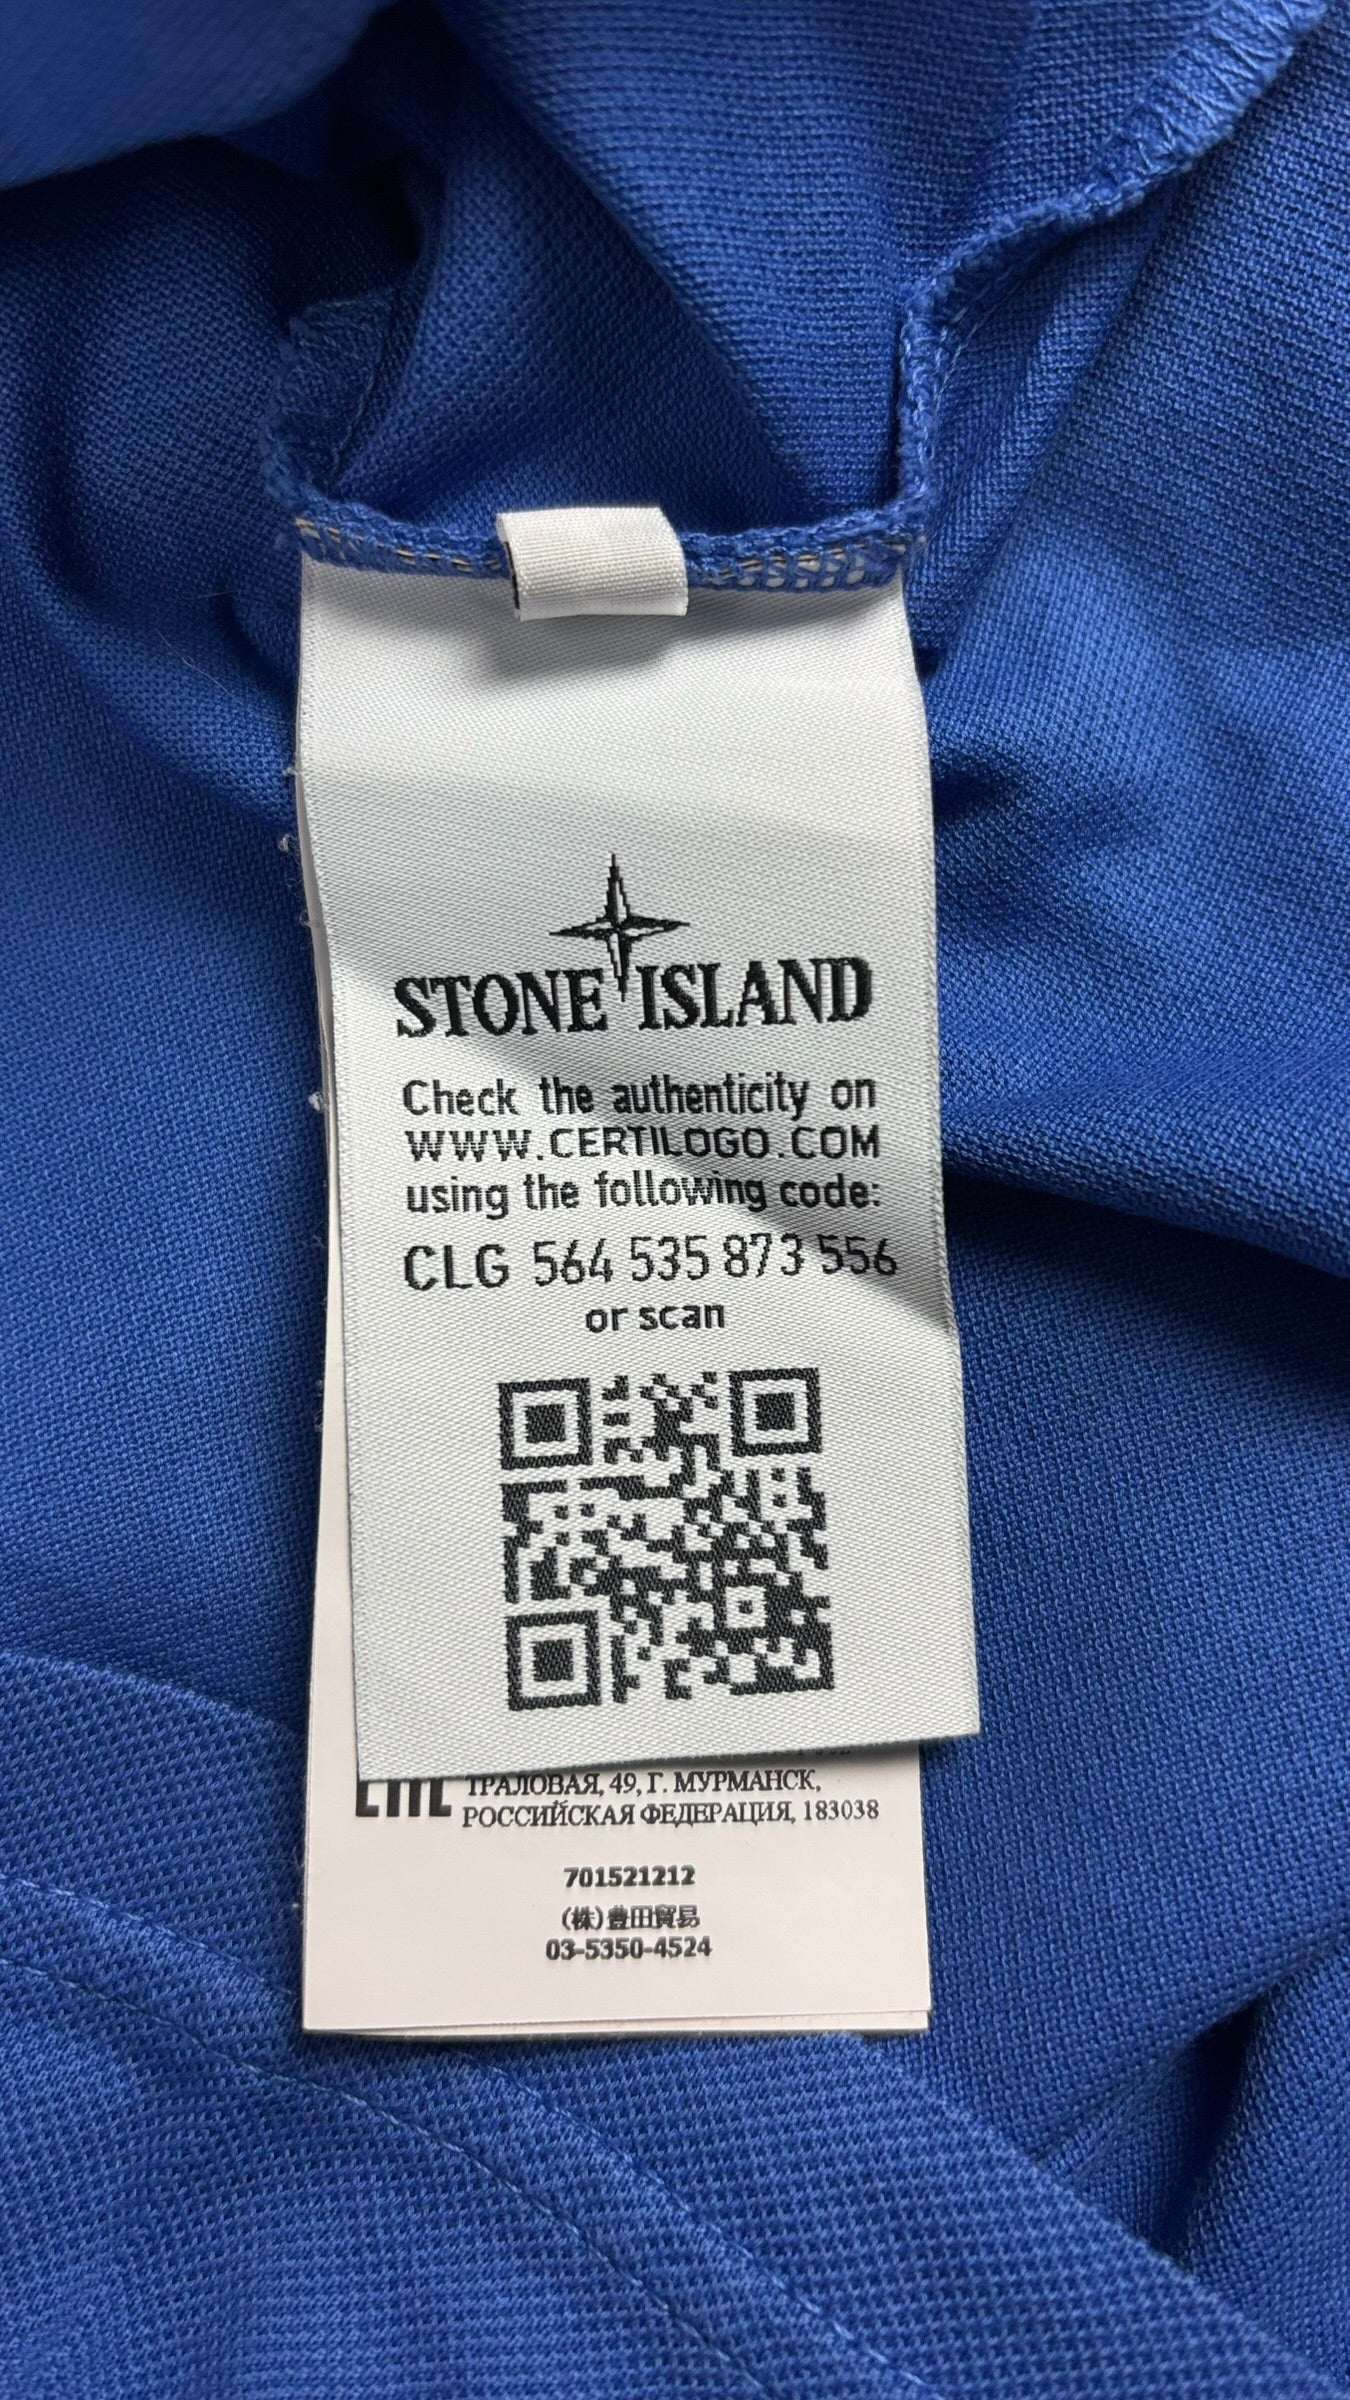 STONE ISLAND
Check the authenticity on
WWW.CERTILOGO.COM
using the following code:
CLG 564 535 873 556
or scan
ТРАЛОВАЯ, 49, Г. МУРМАНСК,
РОССИЙСКАЯ ФЕДЕРАЦИЯ, 183038
701521212
(株)豊田貿易
03-5350-4524